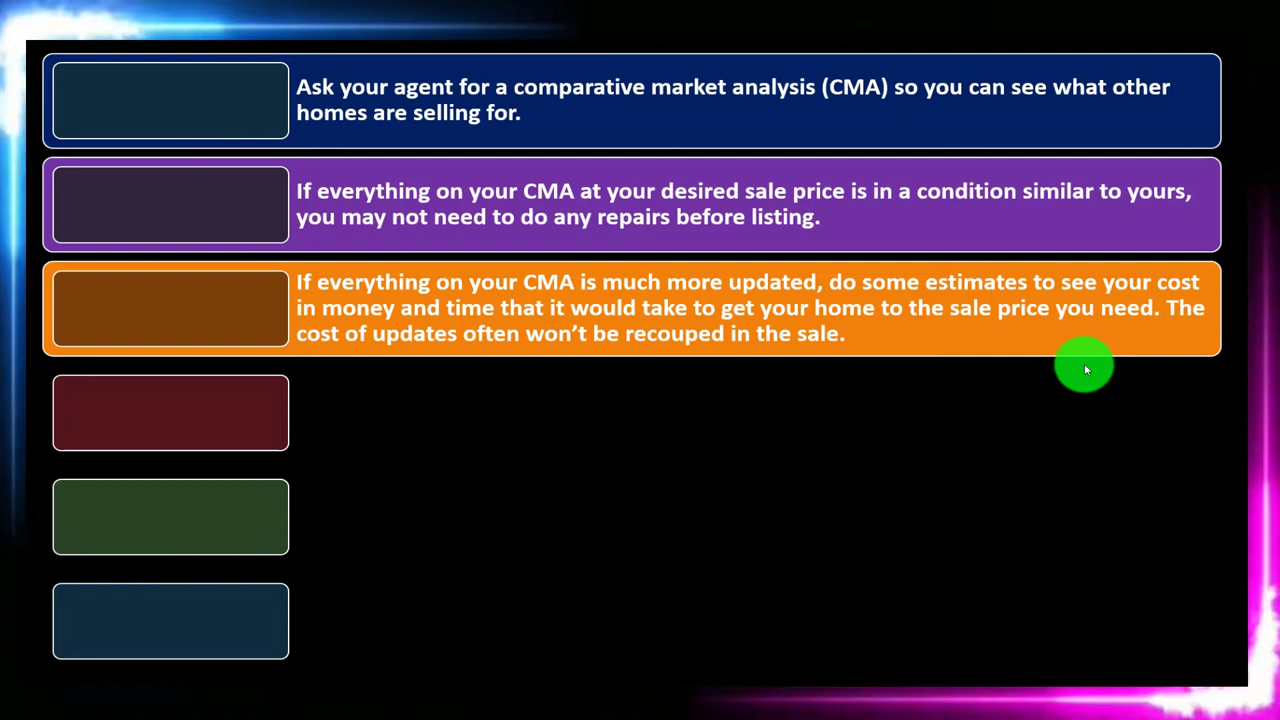 Ask your agent for a comparative market analysis (CMA) so you can see what other
homes are selling for.
If everything on your CMA at your desired sale price is in a condition similar to yours,
you may not need to do any repairs before listing.
If everything on your CMA is much more updated, do some estimates to see your cost
in money and time that it would take to get your home to the sale price you need. The
cost of updates often won’t be recouped in the sale.